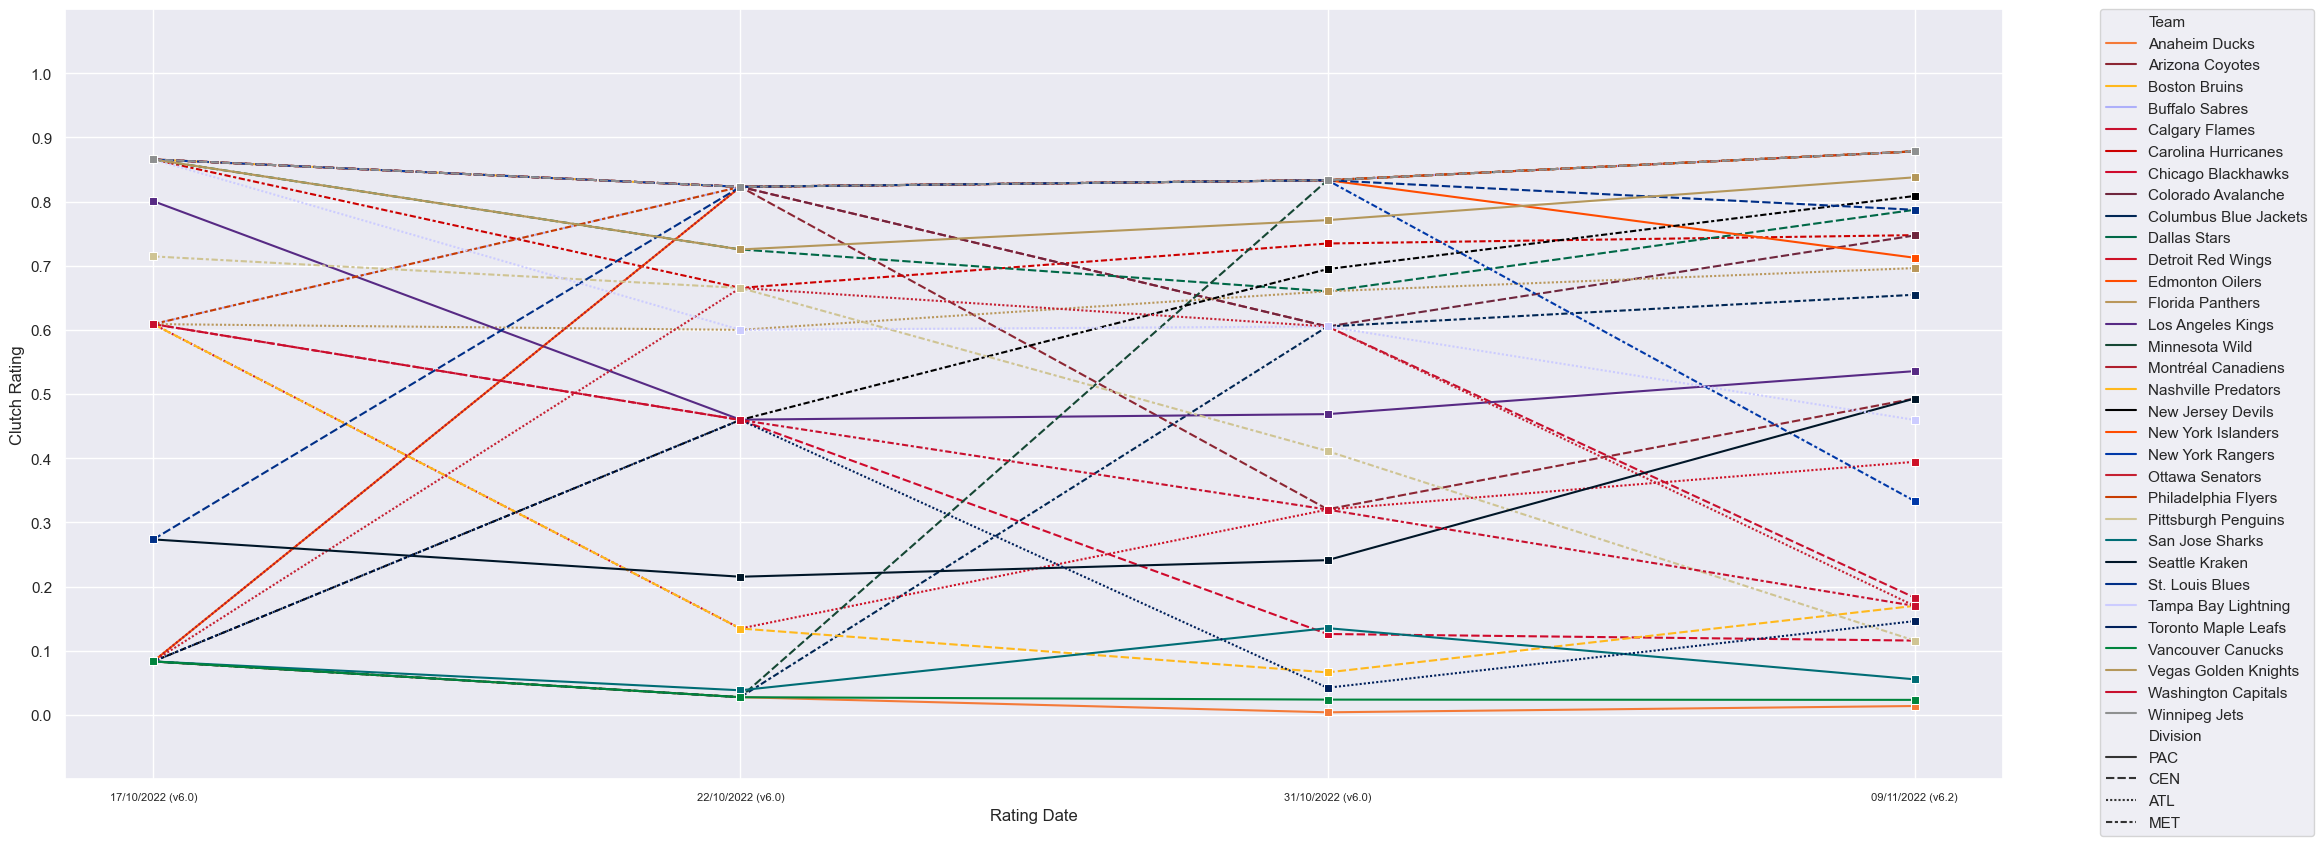 1.0
0.9
0.8
0.7
0.6
0.5
0.4
0.3
0.2
0.1
0.0
Clutch Rating
17/10/2022 (v6.0)
22/10/2022 (v6.0)
31/10/2022 (v6.0)
09/11/2022 (v6.2)
Rating Date
Team
Anaheim Ducks
Arizona Coyotes
Boston Bruins
Buffalo Sabres
Calgary Flames
Carolina Hurricanes
Chicago Blackhawks
Colorado Avalanche
Columbus Blue Jackets
Dallas Stars
Detroit Red Wings
Edmonton Oilers
Florida Panthers
Los Angeles Kings
Minnesota Wild
Montréal Canadiens
Nashville Predators
New Jersey Devils
New York Islanders
New York Rangers
Ottawa Senators
Philadelphia Flyers
Pittsburgh Penguins
San Jose Sharks
Seattle Kraken
St. Louis Blues
Tampa Bay Lightning
Toronto Maple Leafs
Vancouver Canucks
Vegas Golden Knights
Washington Capitals
Winnipeg Jets
Division
PAC
CEN
ATL
MET